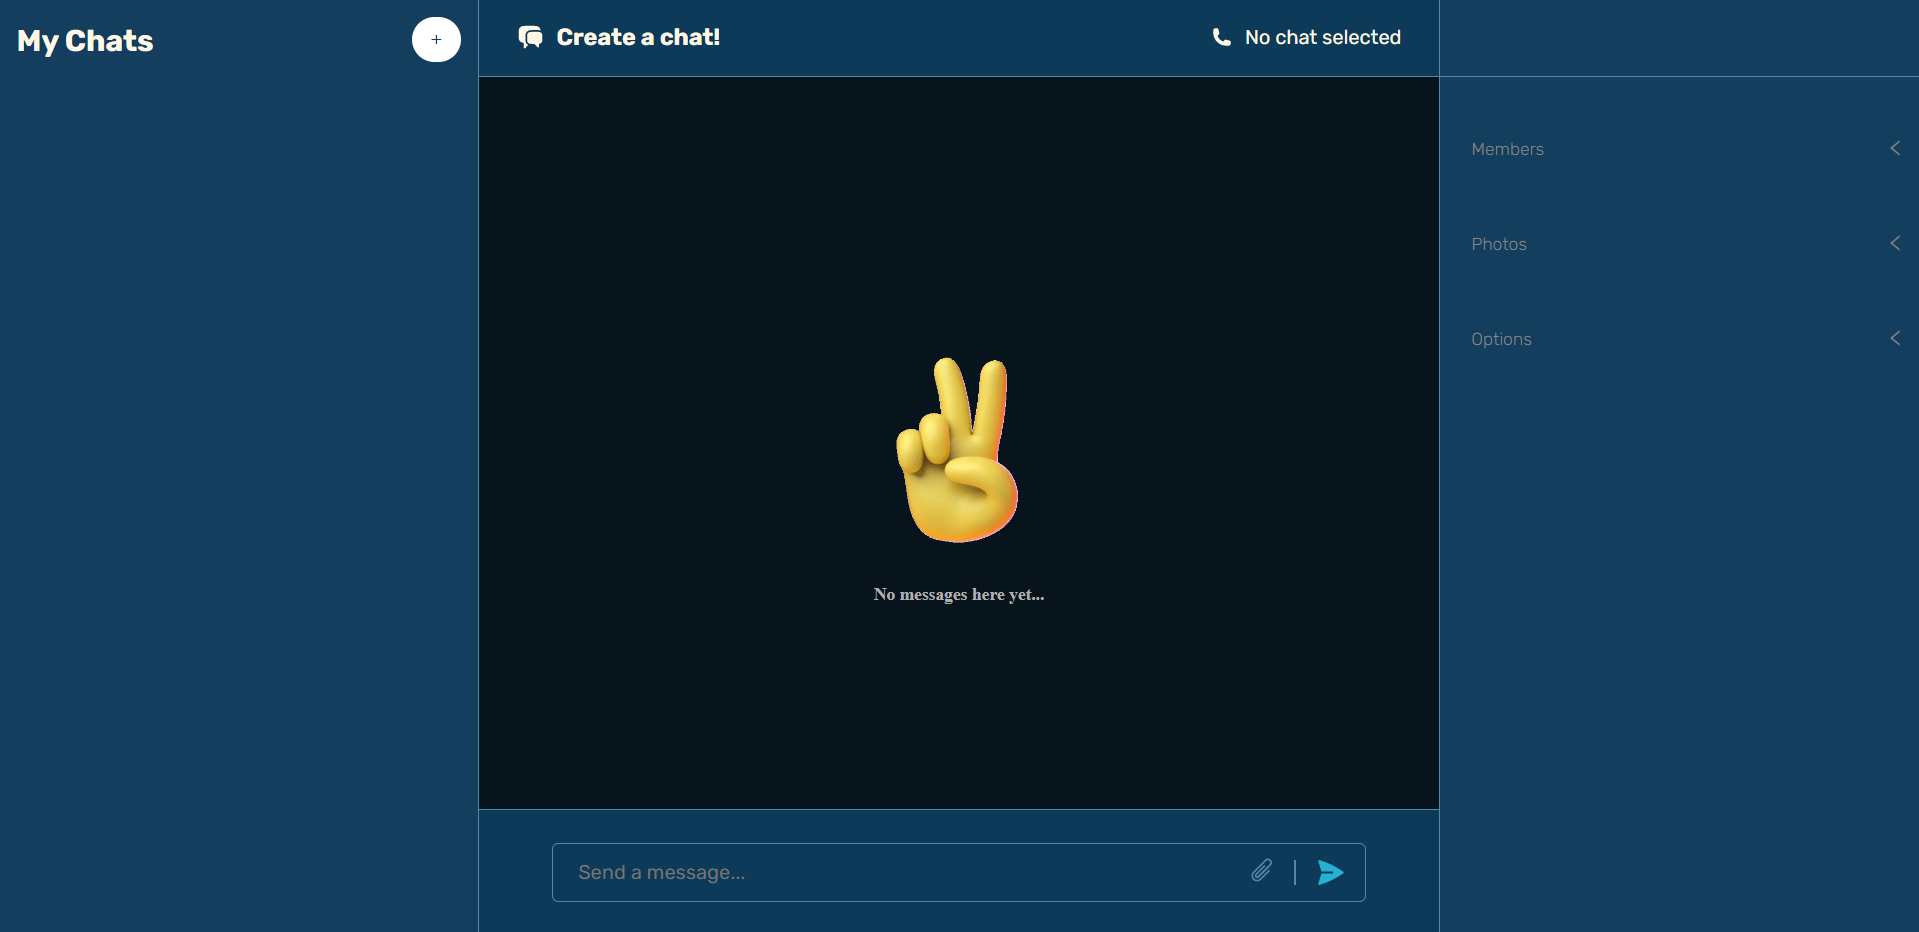 My Chats
+
Create a chat!
No chat selected
Members
Photos
Options
No messages here yet...
Send a message...